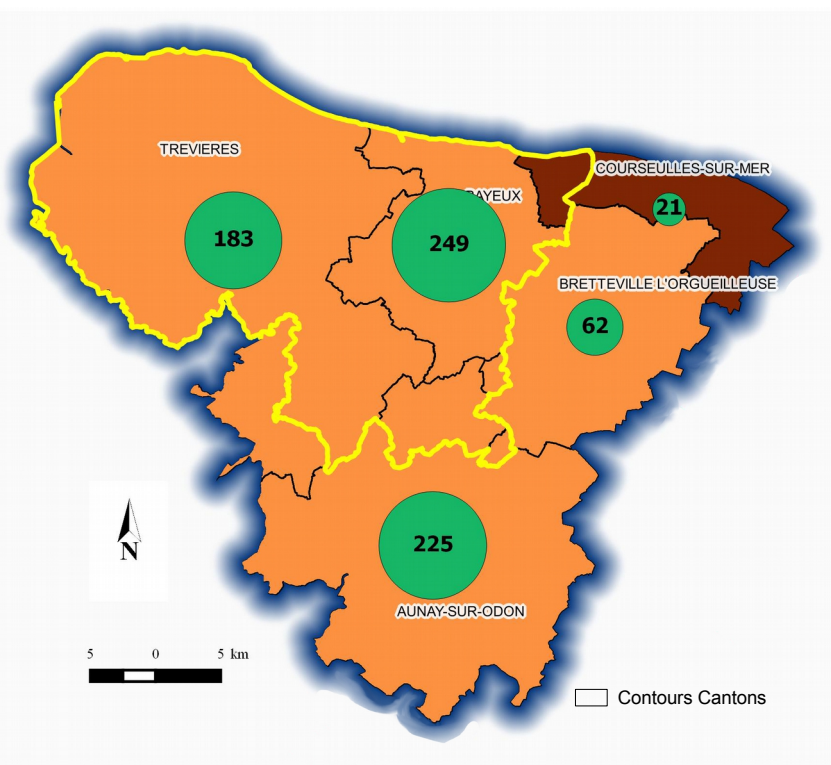 TREVIERES
COURSEULLES-SUR-MER
BAYEUX
21
183
249
BRETTEVILLE L'ORGUEILLEUSE
62
225
AUNAY-SUR-ODON
N
5 0 5 km
Contours Cantons